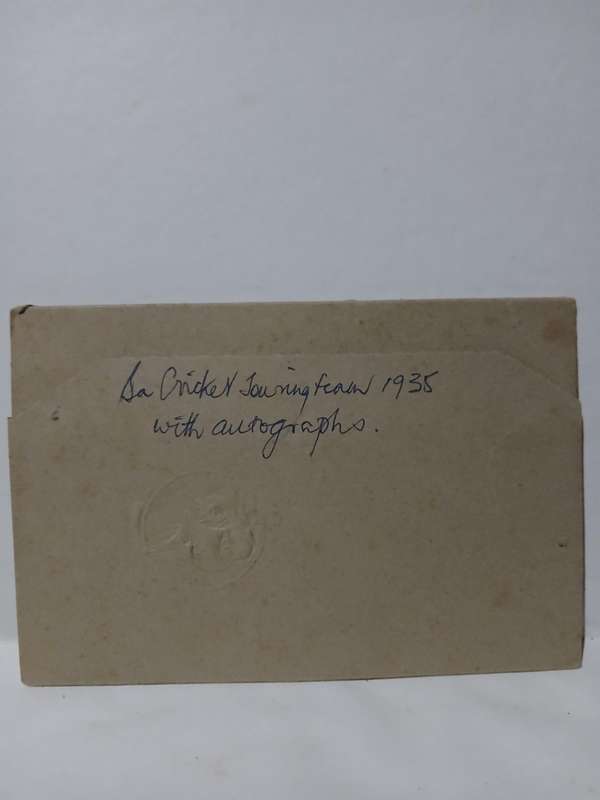 Sa Cricket Touring team 1935
with autographs.